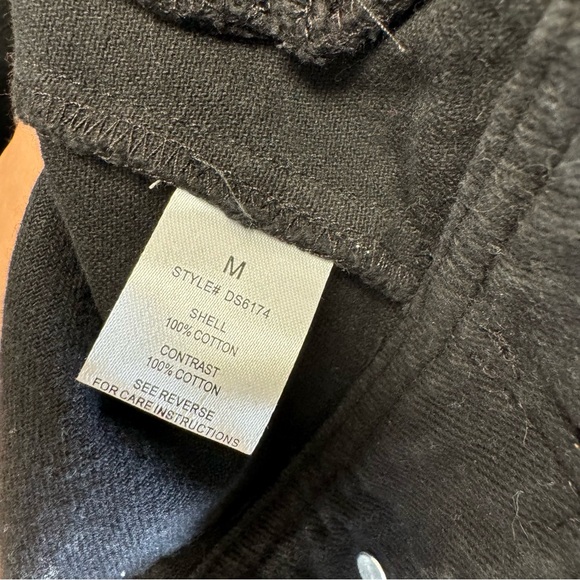 M
STYLE# DS6174
SHELL
100% COTTON
CONTRAST
100% COTTON
SEE REVERSE
FOR CARE INSTRUCTIONS